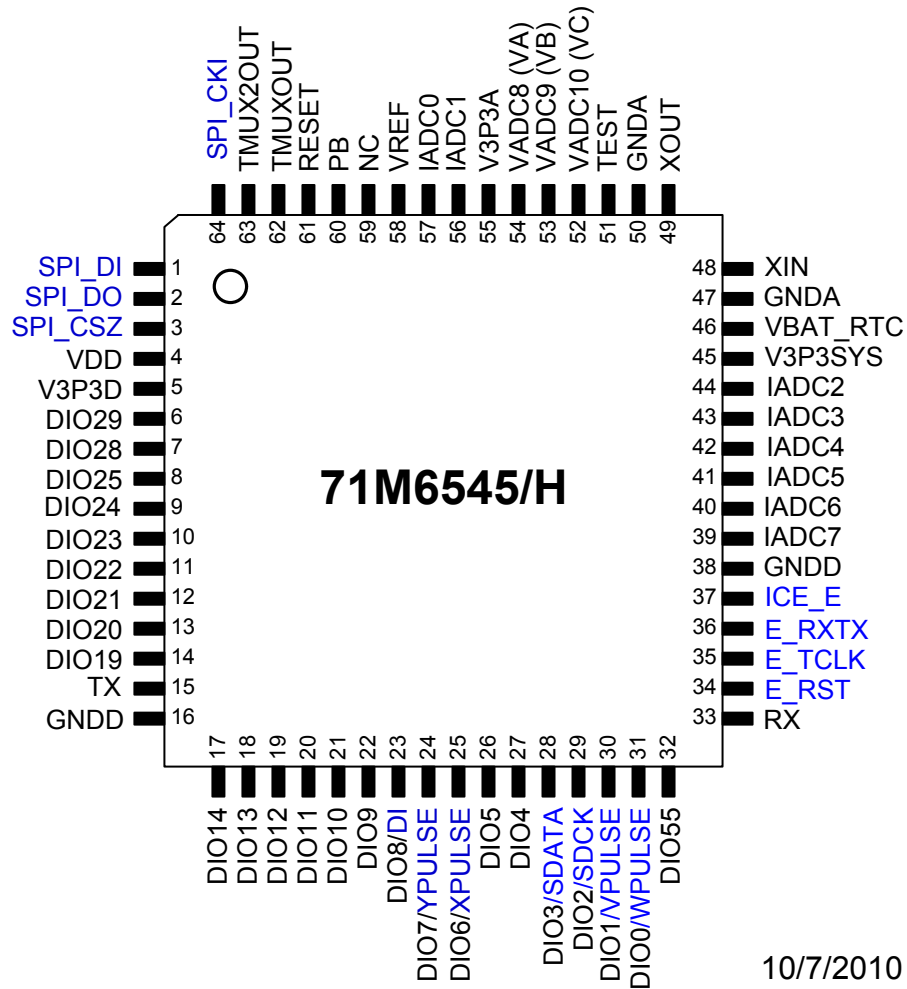 SPI_CKI
TMUX2OUT
TMUXOUT
RESET
PB
NC
VREF
IADC0
IADC1
V3P3A
VADC8 (VA)
VADC9 (VB)
VADC10 (VC)
TEST
GNDA
XOUT
64 63 62 61 60 59 58 57 56 55 54 53 52 51 50 49
SPI_DI 1
SPI_DO 2
SPI_CSZ 3
VDD 4
V3P3D 5
DIO29 6
DIO28 7
DIO25 8
DIO24 9
DIO23 10
DIO22 11
DIO21 12
DIO20 13
DIO19 14
TX 15
GNDD 16
71M6545/H
48 XIN
47 GNDA
46 VBAT_RTC
45 V3P3SYS
44 IADC2
43 IADC3
42 IADC4
41 IADC5
40 IADC6
39 IADC7
38 GNDD
37 ICE_E
36 E_RXTX
35 E_TCLK
34 E_RST
33 RX
17 18 19 20 21 22 23 24 25 26 27 28 29 30 31 32
DIO14
DIO13
DIO12
DIO11
DIO10
DIO9
DIO8/DI
DIO7/YPULSE
DIO6/XPULSE
DIO5
DIO4
DIO3/SDATA
DIO2/SDCK
DIO1/VPULSE
DIO0/WPULSE
DIO55
10/7/2010